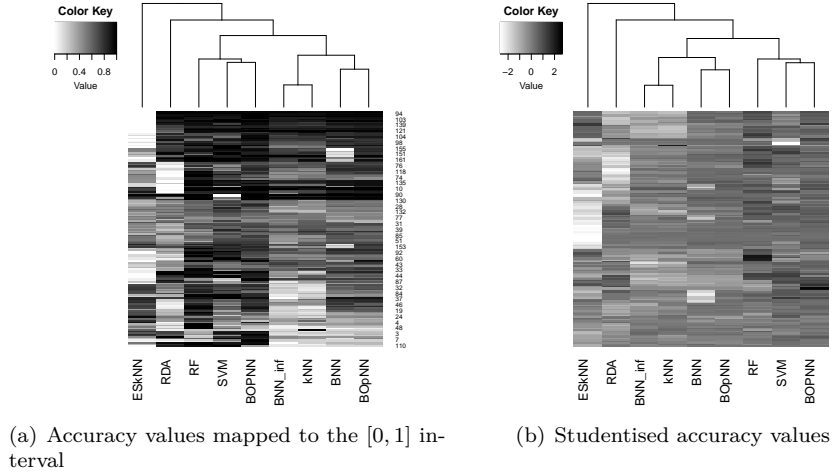 Color Key
0 0.4 0.8
Value
94
103
139
121
104
98
155
151
161
76
118
74
135
10
90
130
28
132
77
31
39
85
51
153
92
60
43
33
44
87
32
84
37
46
19
24
4
48
3
7
110
ESkNN
RDA
RF
SVM
BOPNN
BNN_inf
kNN
BNN
BOpNN
(a) Accuracy values mapped to the [0, 1] in-
terval
Color Key
−2 0 1 2
Value
ESkNN
RDA
BNN_inf
kNN
BNN
BOpNN
RF
SVM
BOPNN
(b) Studentised accuracy values